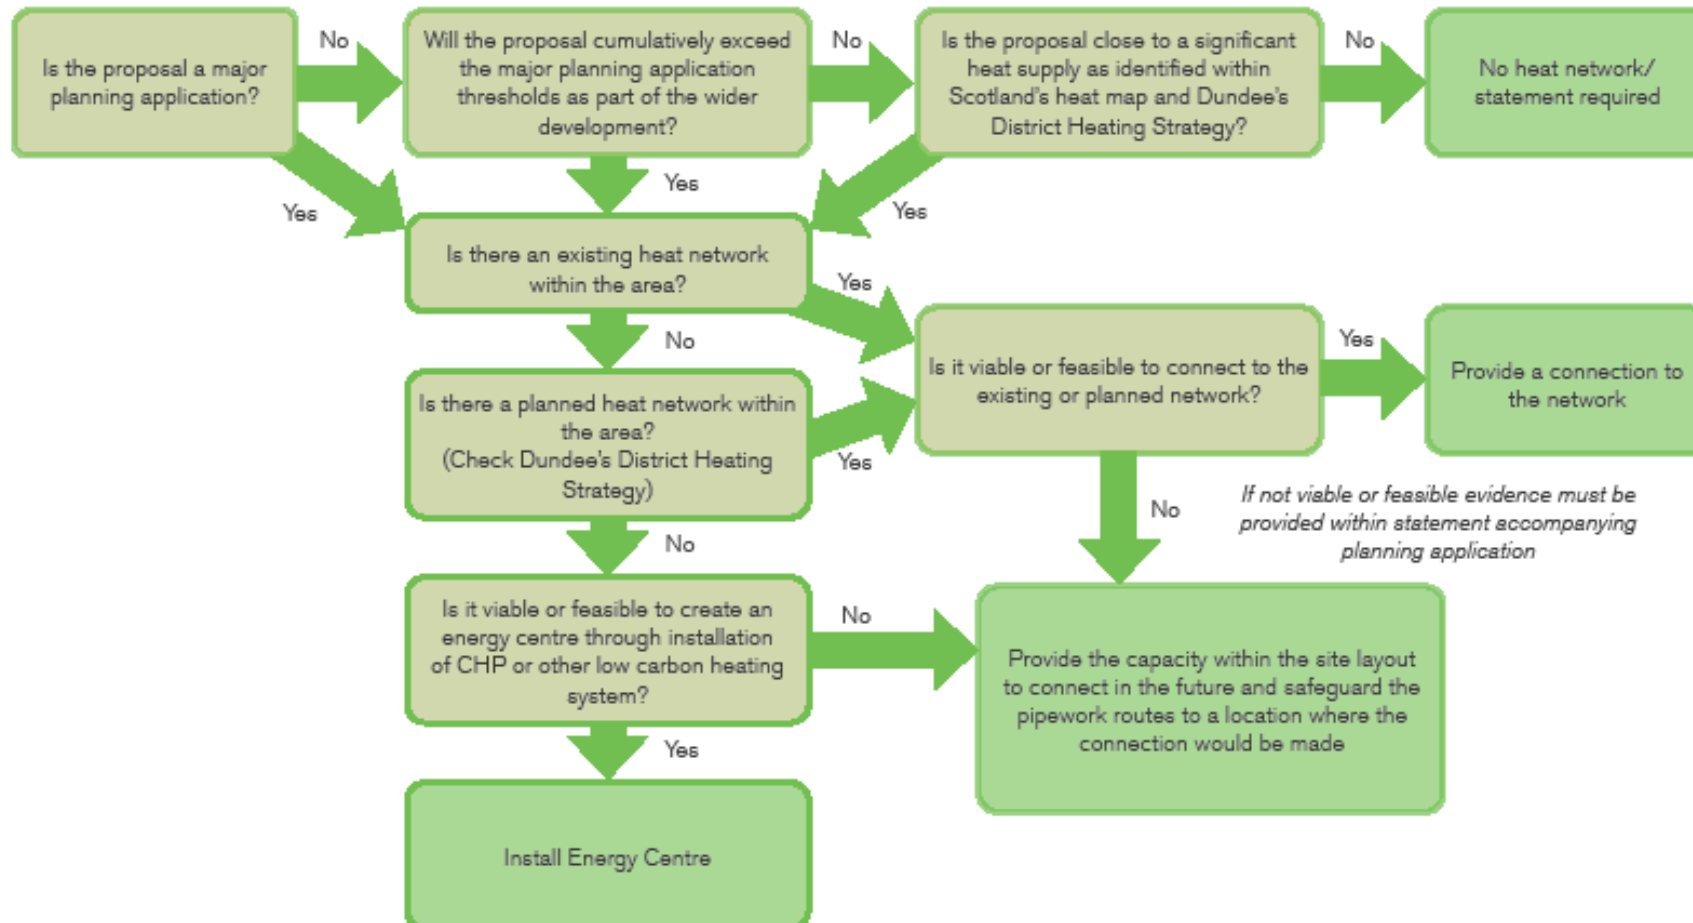 Is the proposal a major
planning application?
No
Will the proposal cumulatively exceed
the major planning application
thresholds as part of the wider
development?
No
Is the proposal close to a significant
heat supply as identified within
Scotland's heat map and Dundee's
District Heating Strategy?
No
No heat network/
statement required
Yes
Yes
Yes
Is there an existing heat network
within the area?
Yes
No
Is there a planned heat network within
the area?
(Check Dundee's District Heating
Strategy)
Yes
No
Is it viable or feasible to connect to the
existing or planned network?
Yes
Provide a connection to
the network
No
If not viable or feasible evidence must be
provided within statement accompanying
planning application
Is it viable or feasible to create an
energy centre through installation
of CHP or other low carbon heating
system?
No
Provide the capacity within the site layout
to connect in the future and safeguard the
pipework routes to a location where the
connection would be made
Yes
Install Energy Centre